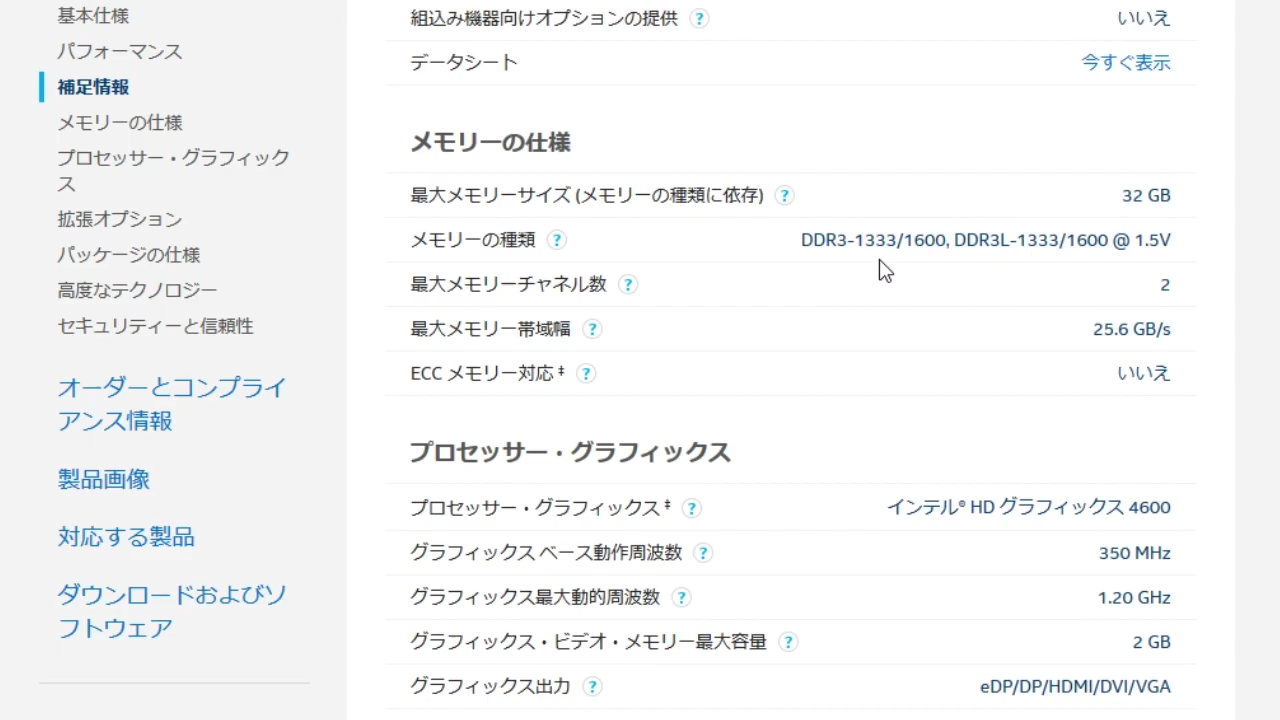 基本仕様
パフォーマンス
補足情報
メモリーの仕様
プロセッサー・グラフィック
ス
拡張オプション
パッケージの仕様
高度なテクノロジー
セキュリティーと信頼性
オーダーとコンプライ
アンス情報
製品画像
対応する製品
ダウンロードおよびソ
フトウェア
組込み機器向けオプションの提供 ? いいえ
データシート 今すぐ表示
メモリーの仕様
最大メモリーサイズ (メモリーの種類に依存) ? 32 GB
メモリーの種類 ? DDR3-1333/1600, DDR3L-1333/1600 @ 1.5V
最大メモリーチャネル数 ? 2
最大メモリー帯域幅 ? 25.6 GB/s
ECC メモリー対応 ‡ ? いいえ
プロセッサー・グラフィックス
プロセッサー・グラフィックス ‡ ? インテル® HD グラフィックス 4600
グラフィックス ベース動作周波数 ? 350 MHz
グラフィックス最大動的周波数 ? 1.20 GHz
グラフィックス・ビデオ・メモリー最大容量 ? 2 GB
グラフィックス出力 ? eDP/DP/HDMI/DVI/VGA